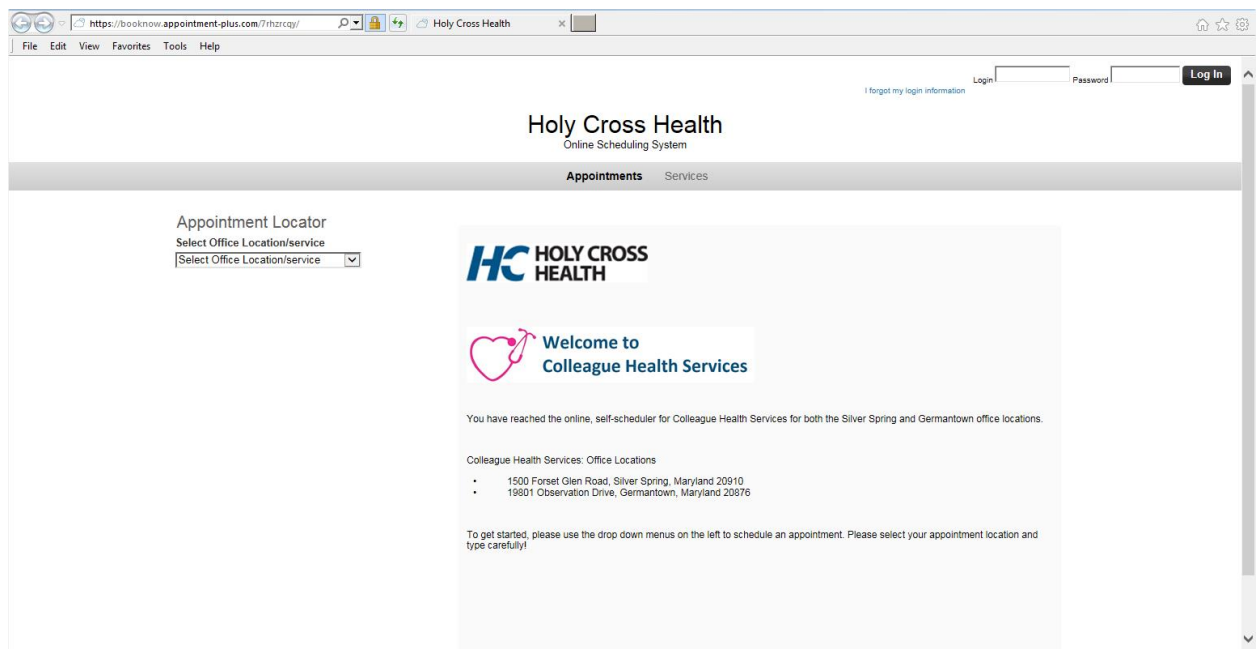 https://booknow.appointment-plus.com/7rhzrcqy/
Holy Cross Health
File Edit View Favorites Tools Help
Login
Password
Log In
I forgot my login information
Holy Cross Health
Online Scheduling System
Appointments Services
Appointment Locator
Select Office Location/service
Select Office Location/service
HC HOLY CROSS
HEALTH
Welcome to
Colleague Health Services
You have reached the online, self-scheduler for Colleague Health Services for both the Silver Spring and Germantown office locations.
Colleague Health Services: Office Locations
• 1500 Forset Glen Road, Silver Spring, Maryland 20910
• 19801 Observation Drive, Germantown, Maryland 20876
To get started, please use the drop down menus on the left to schedule an appointment. Please select your appointment location and
type carefully!